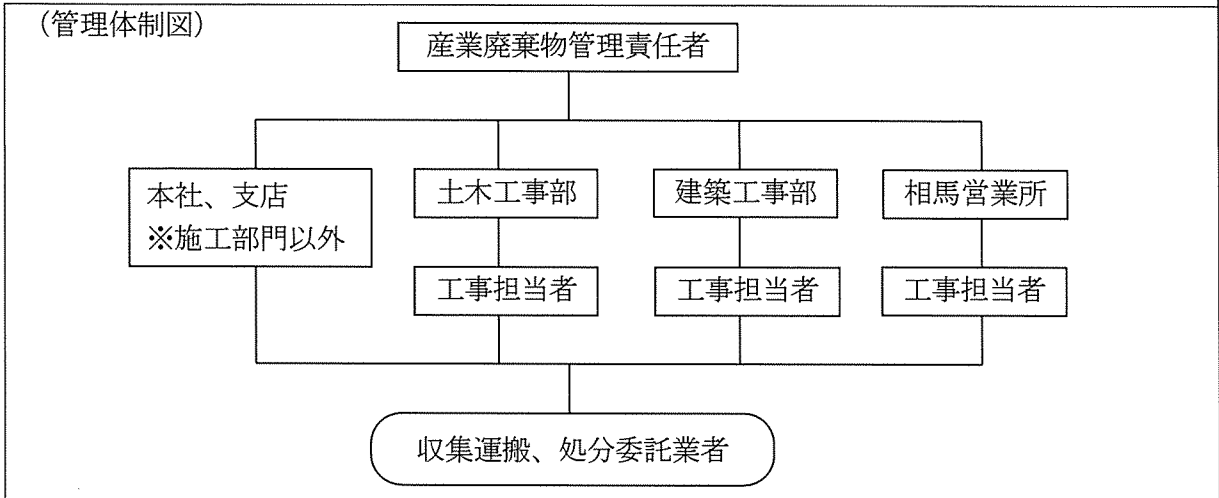 (管理体制図)
産業廃棄物管理責任者
本社、支店
※施工部門以外
土木工事部
建築工事部
相馬営業所
工事担当者
工事担当者
工事担当者
収集運搬、処分委託業者